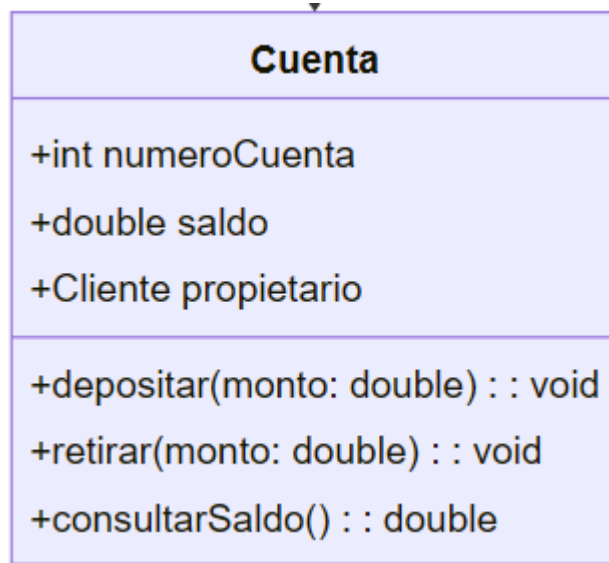 Cuenta
+int numeroCuenta
+double saldo
+Cliente propietario
+depositar(monto: double) : : void
+retirar(monto: double) : : void
+consultarSaldo() : : double